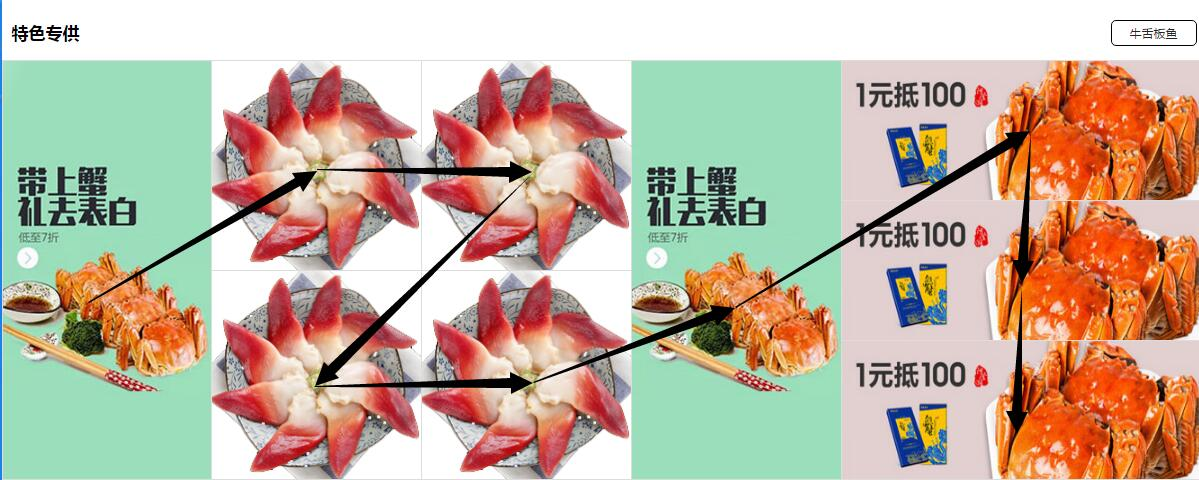 特色专供
牛舌板鱼
带上蟹
礼去表白
低至7折
带上蟹
礼去表白
低至7折
1元抵100
1元抵100
1元抵100